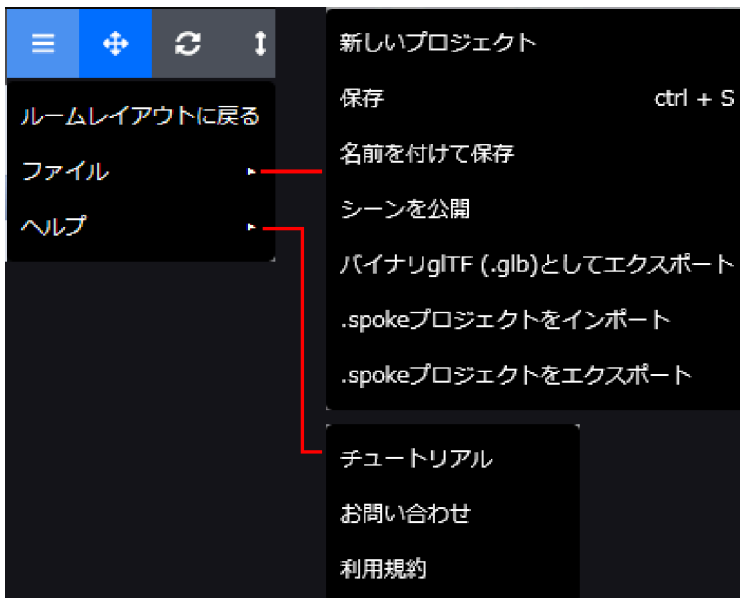 ルームレイアウトに戻る
ファイル
ヘルプ
新しいプロジェクト
保存 ctrl + S
名前を付けて保存
シーンを公開
バイナリglTF (.glb)としてエクスポート
.spokeプロジェクトをインポート
.spokeプロジェクトをエクスポート
チュートリアル
お問い合わせ
利用規約